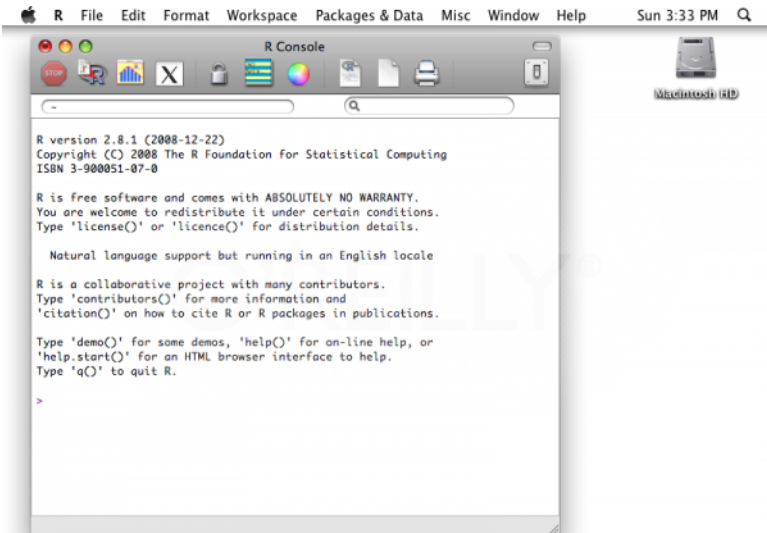 R File Edit Format Workspace Packages & Data Misc Window Help Sun 3:33 PM
R Console
STOP R X
Macintosh HD
~
R version 2.8.1 (2008-12-22)
Copyright (C) 2008 The R Foundation for Statistical Computing
ISBN 3-900051-07-0
R is free software and comes with ABSOLUTELY NO WARRANTY.
You are welcome to redistribute it under certain conditions.
Type 'license()' or 'licence()' for distribution details.
Natural language support but running in an English locale
R is a collaborative project with many contributors.
Type 'contributors()' for more information and
'citation()' on how to cite R or R packages in publications.
Type 'demo()' for some demos, 'help()' for on-line help, or
'help.start()' for an HTML browser interface to help.
Type 'q()' to quit R.
>
O'REILLY®